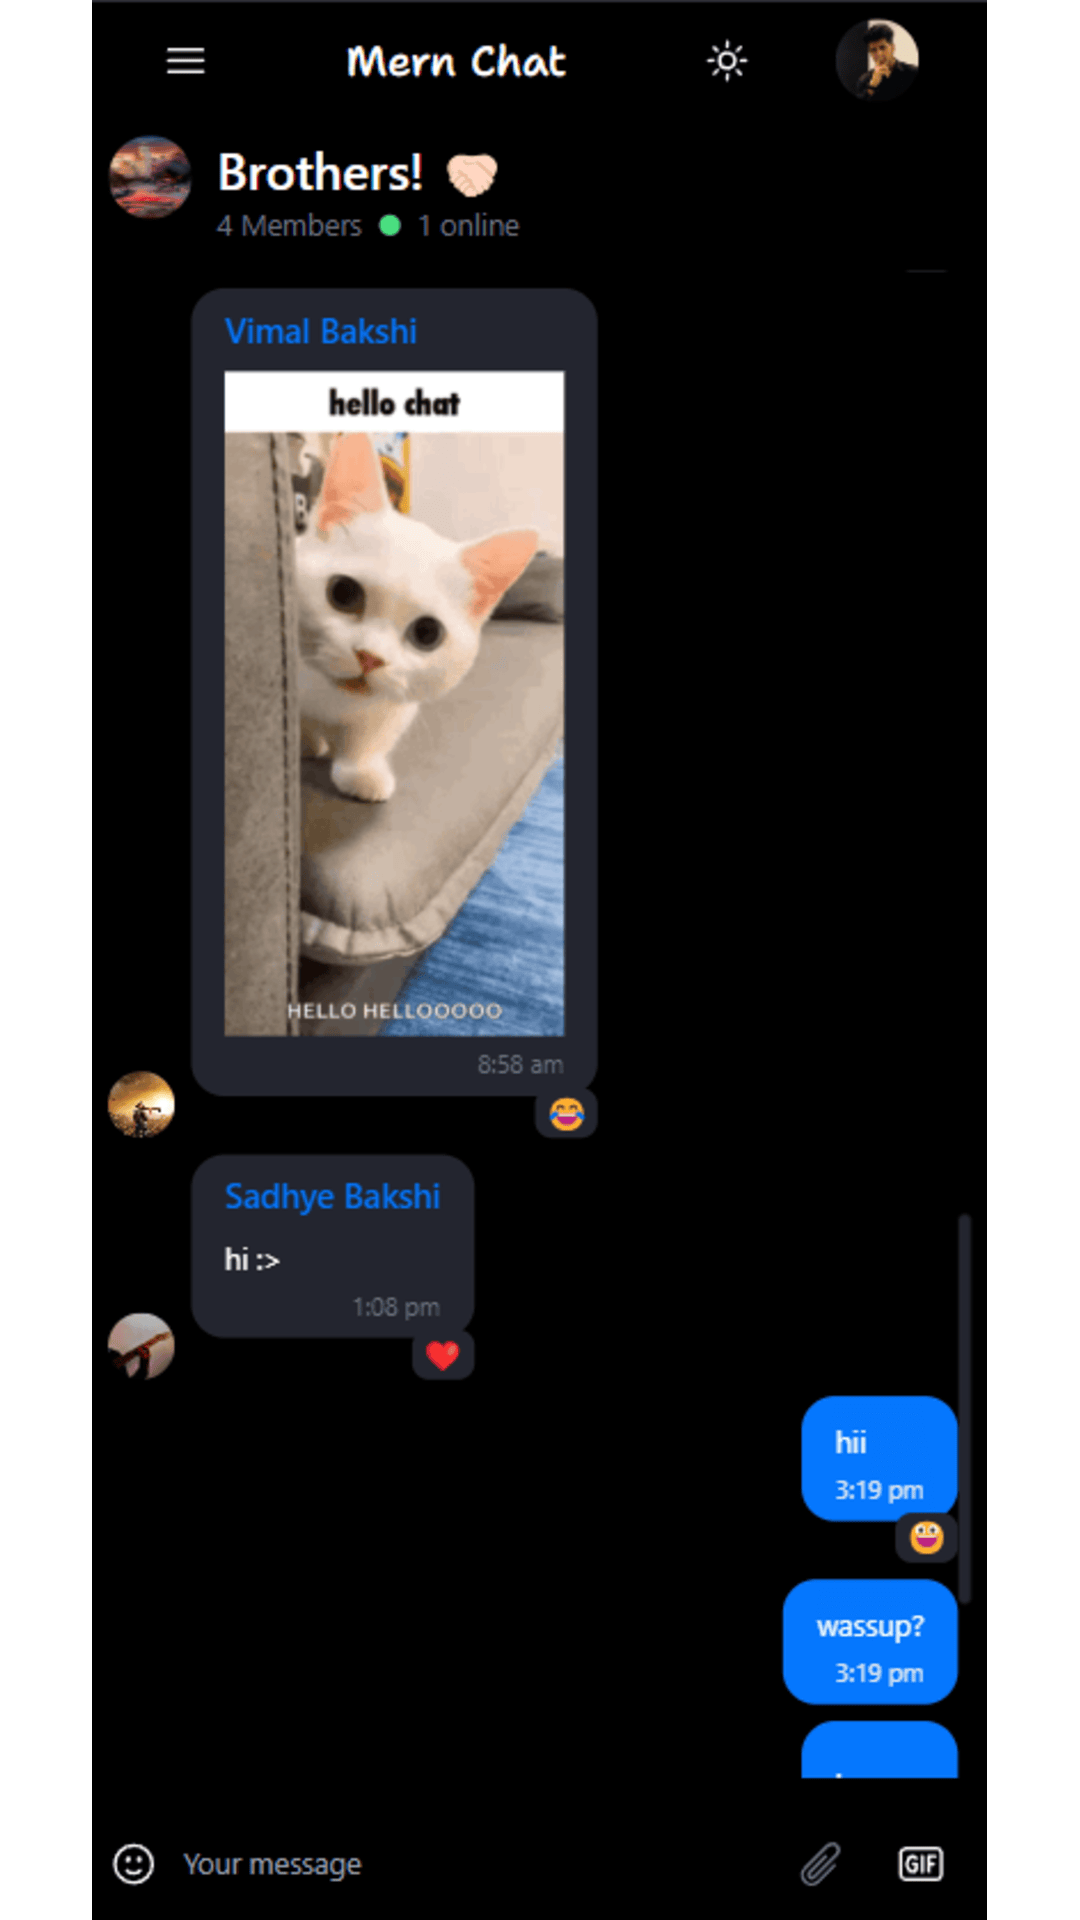 Mern Chat
Brothers! 🤝🏻
4 Members 1 online
Vimal Bakshi
hello chat
HELLO HELLOOOOO
8:58 am
😂
Sadhye Bakshi
hi :>
1:08 pm
❤️
hii
3:19 pm
😀
wassup?
3:19 pm
Your message
GIF